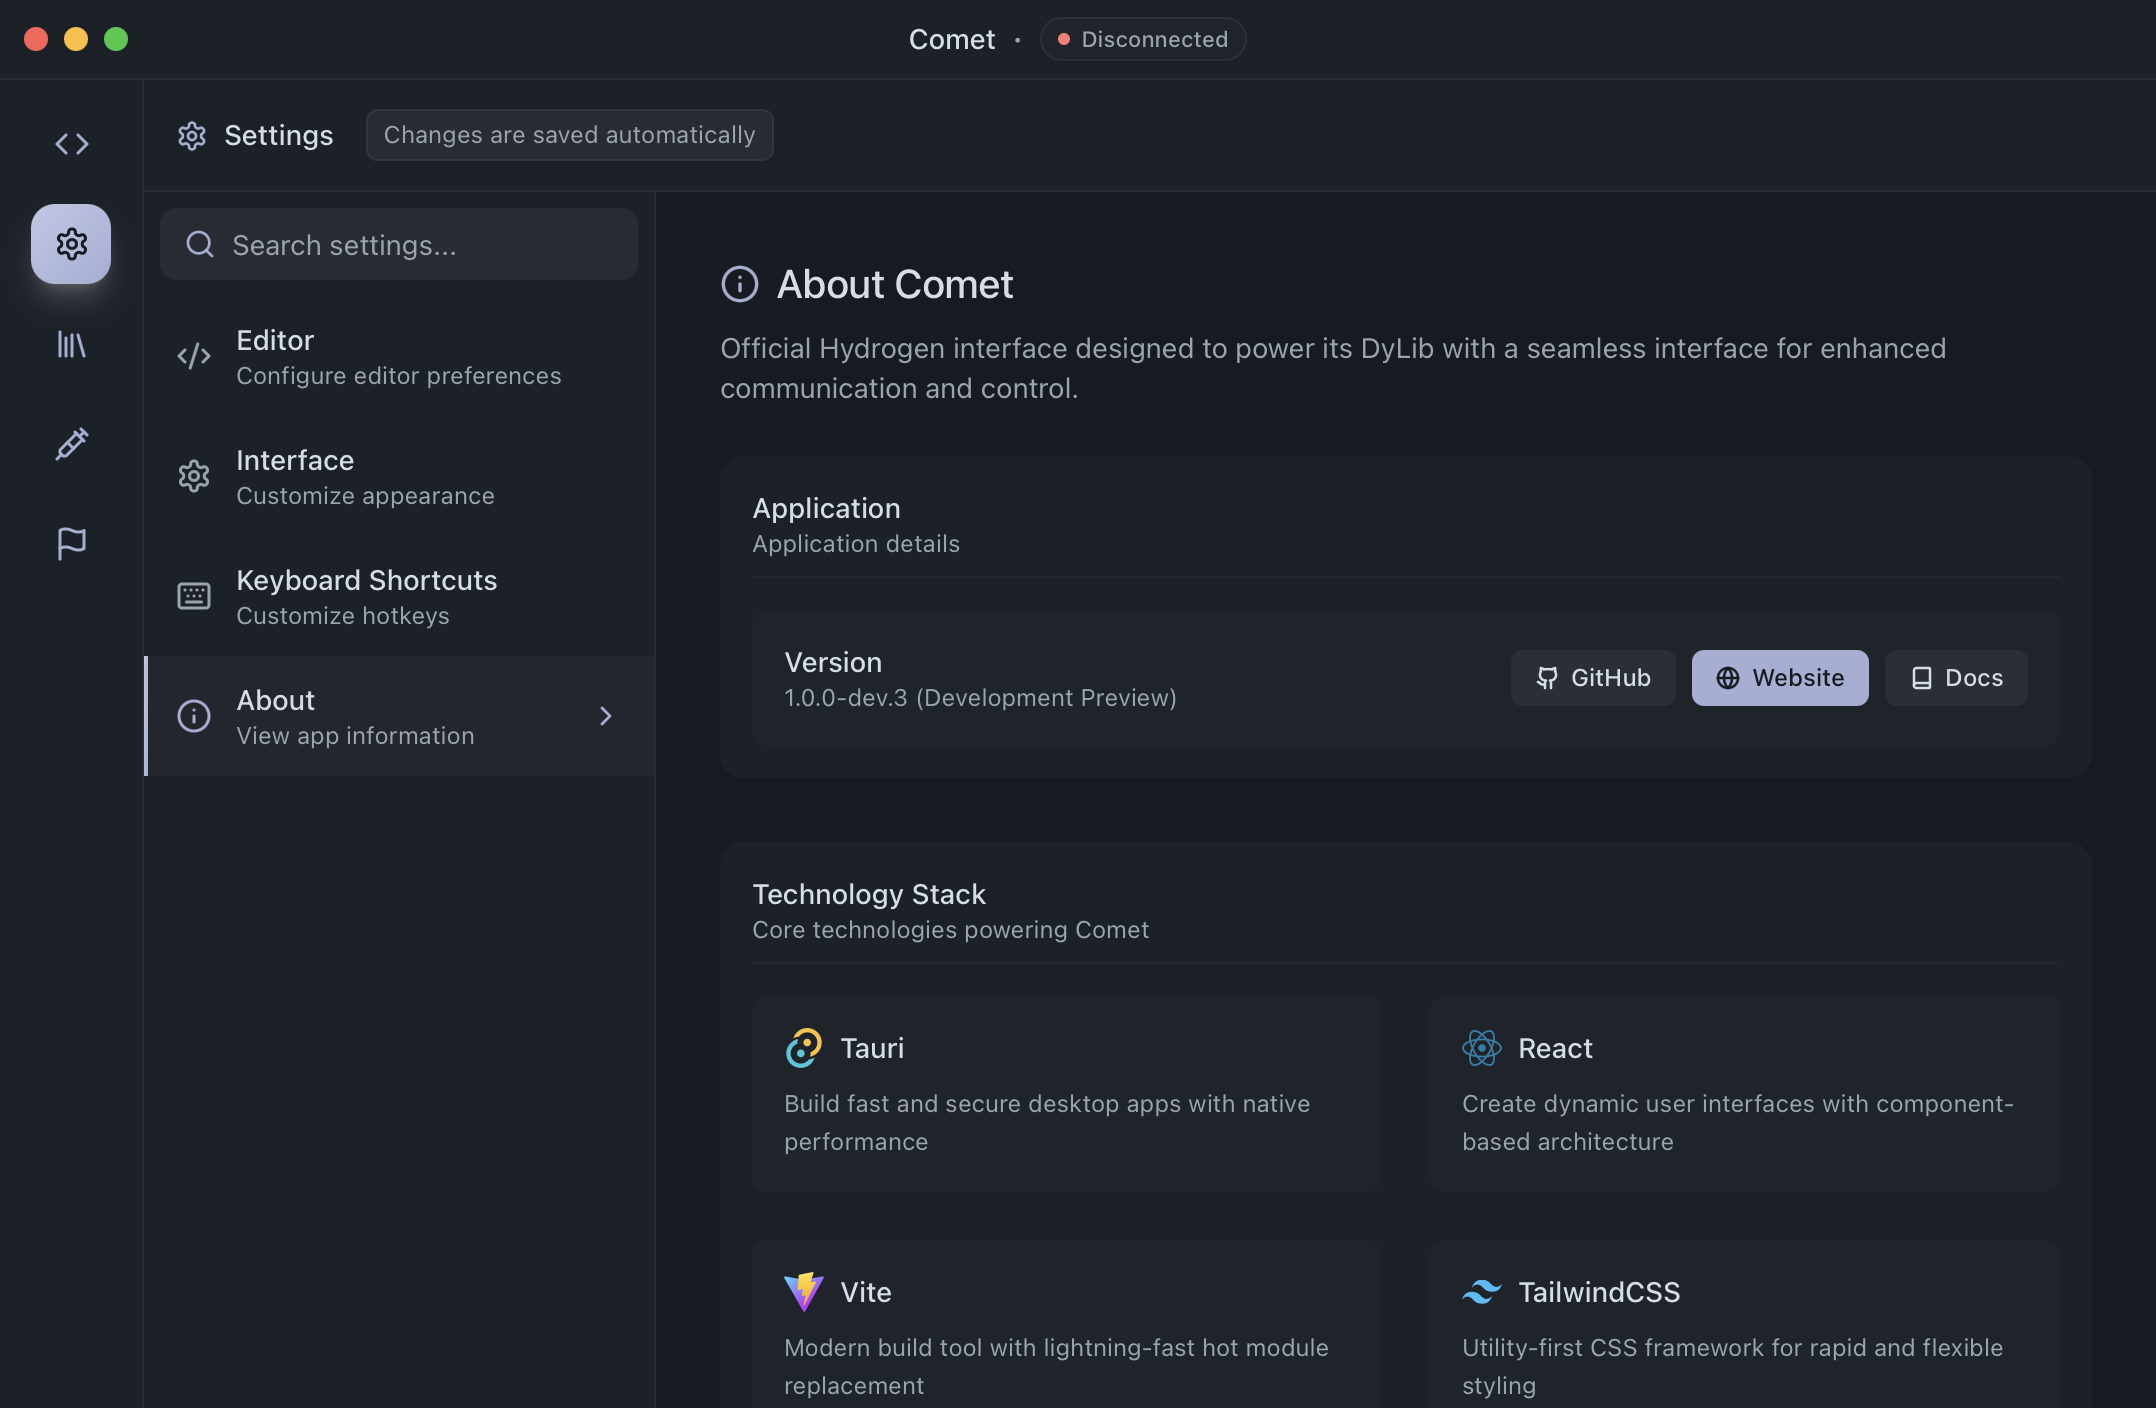 Comet · Disconnected
Settings
Changes are saved automatically
Search settings...
Editor
Configure editor preferences
Interface
Customize appearance
Keyboard Shortcuts
Customize hotkeys
About
View app information
About Comet
Official Hydrogen interface designed to power its DyLib with a seamless interface for enhanced
communication and control.
Application
Application details
Version
1.0.0-dev.3 (Development Preview)
GitHub
Website
Docs
Technology Stack
Core technologies powering Comet
Tauri
Build fast and secure desktop apps with native
performance
React
Create dynamic user interfaces with component-
based architecture
Vite
Modern build tool with lightning-fast hot module
replacement
TailwindCSS
Utility-first CSS framework for rapid and flexible
styling